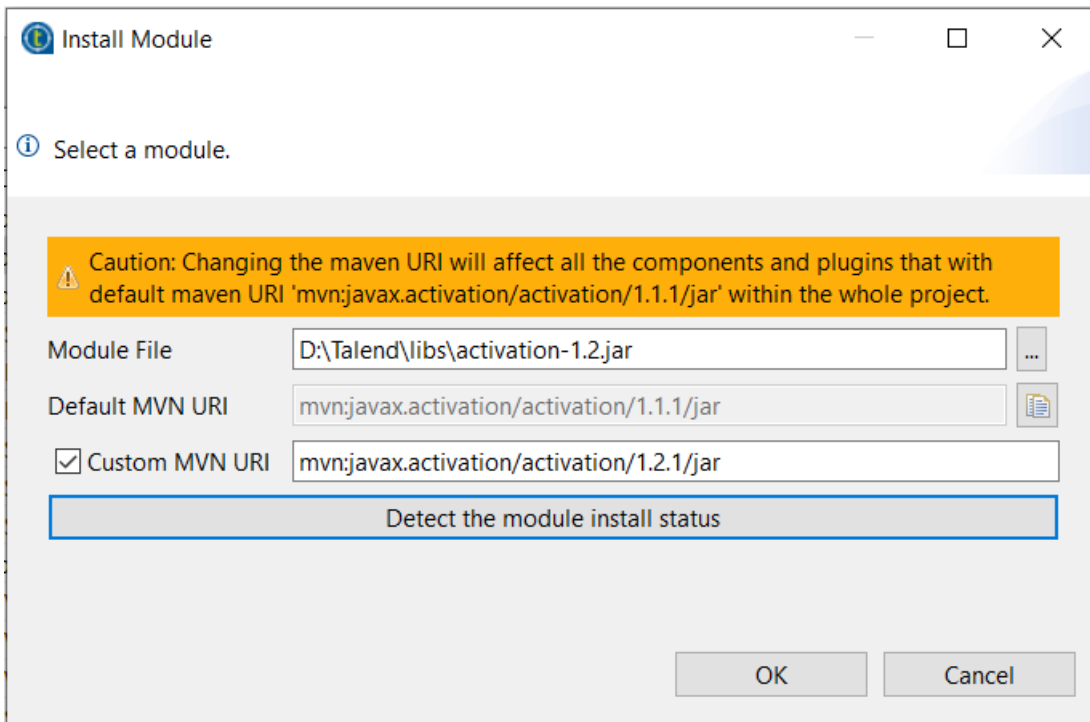 Install Module
Select a module.
Caution: Changing the maven URI will affect all the components and plugins that with
default maven URI 'mvn:javax.activation/activation/1.1.1/jar' within the whole project.
Module File D:\Talend\libs\activation-1.2.jar ...
Default MVN URI mvn:javax.activation/activation/1.1.1/jar
Custom MVN URI mvn:javax.activation/activation/1.2.1/jar
Detect the module install status
OK Cancel